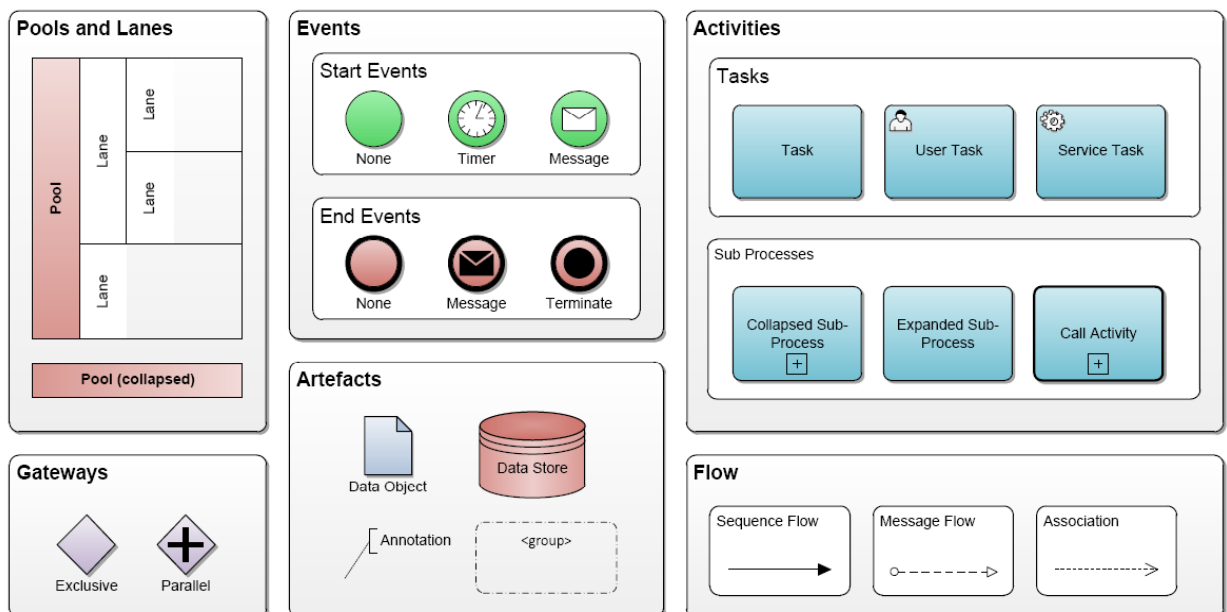 Pools and Lanes
Pool
Lane
Lane
Lane
Lane
Pool (collapsed)
Gateways
Exclusive
Parallel
Events
Start Events
None
Timer
Message
End Events
None
Message
Terminate
Artefacts
Data Object
Data Store
Annotation
<group>
Activities
Tasks
Task
User Task
Service Task
Sub Processes
Collapsed Sub-
Process
Expanded Sub-
Process
Call Activity
Flow
Sequence Flow
Message Flow
Association